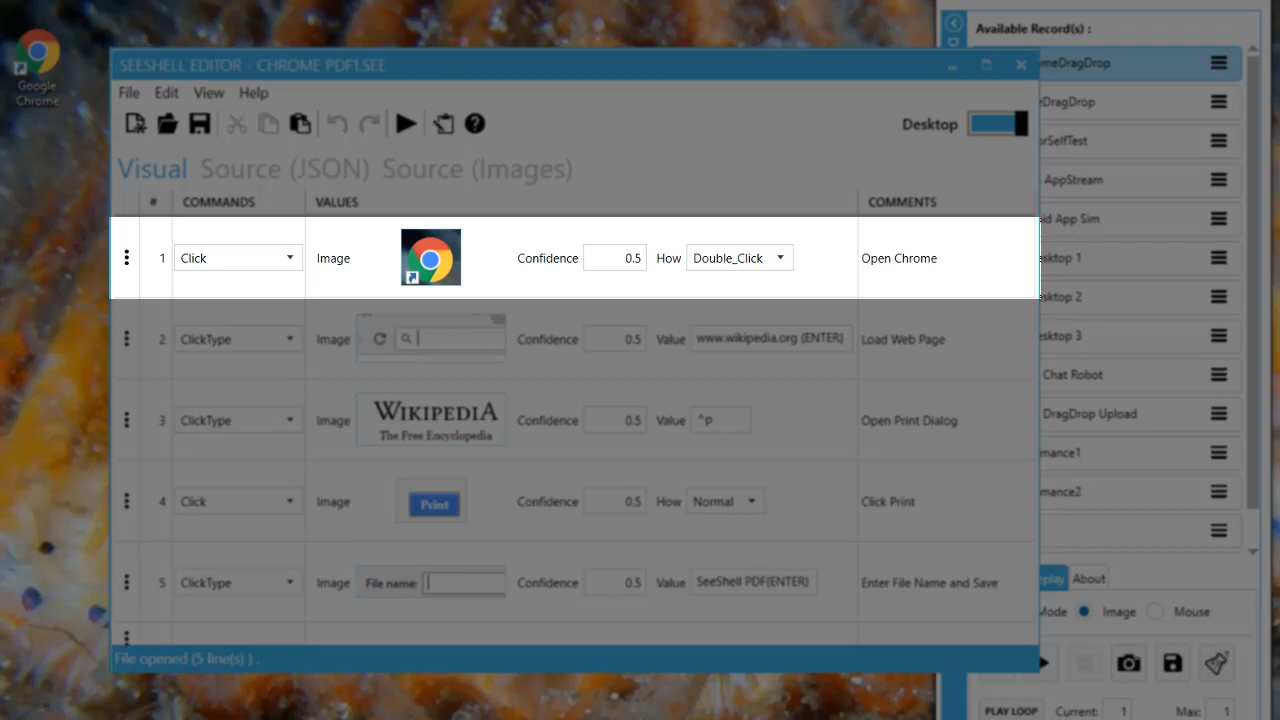 Google
Chrome
SEESHELL EDITOR - CHROME PDF1.SEE
File Edit View Help
Desktop
Visual Source (JSON) Source (Images)
# COMMANDS VALUES COMMENTS
1 Click Image Confidence 0.5 How Double_Click Open Chrome
2 ClickType Image Confidence 0.5 Value www.wikipedia.org {ENTER} Load Web Page
3 ClickType Image WIKIPEDIA The Free Encyclopedia Confidence 0.5 Value ^p Open Print Dialog
4 Click Image Print Confidence 0.5 How Normal Click Print
5 ClickType Image File name: Confidence 0.5 Value SeeShell PDF{ENTER} Enter File Name and Save
File opened (5 line(s) ) .
Available Record(s) :
omeDragDrop
eDragDrop
orSelfTest
AppStream
id App Sim
sktop 1
sktop 2
sktop 3
Chat Robot
DragDrop Upload
mance1
mance2
play About
Mode Image Mouse
PLAY LOOP Current: 1 Max: 1